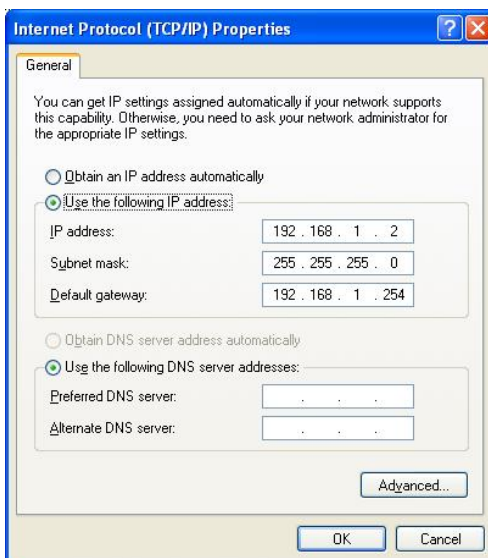 Internet Protocol (TCP/IP) Properties
General
You can get IP settings assigned automatically if your network supports
this capability. Otherwise, you need to ask your network administrator for
the appropriate IP settings.
Obtain an IP address automatically
Use the following IP address:
IP address: 192 . 168 . 1 . 2
Subnet mask: 255 . 255 . 255 . 0
Default gateway: 192 . 168 . 1 . 254
Obtain DNS server address automatically
Use the following DNS server addresses:
Preferred DNS server: . . .
Alternate DNS server: . . .
Advanced...
OK Cancel